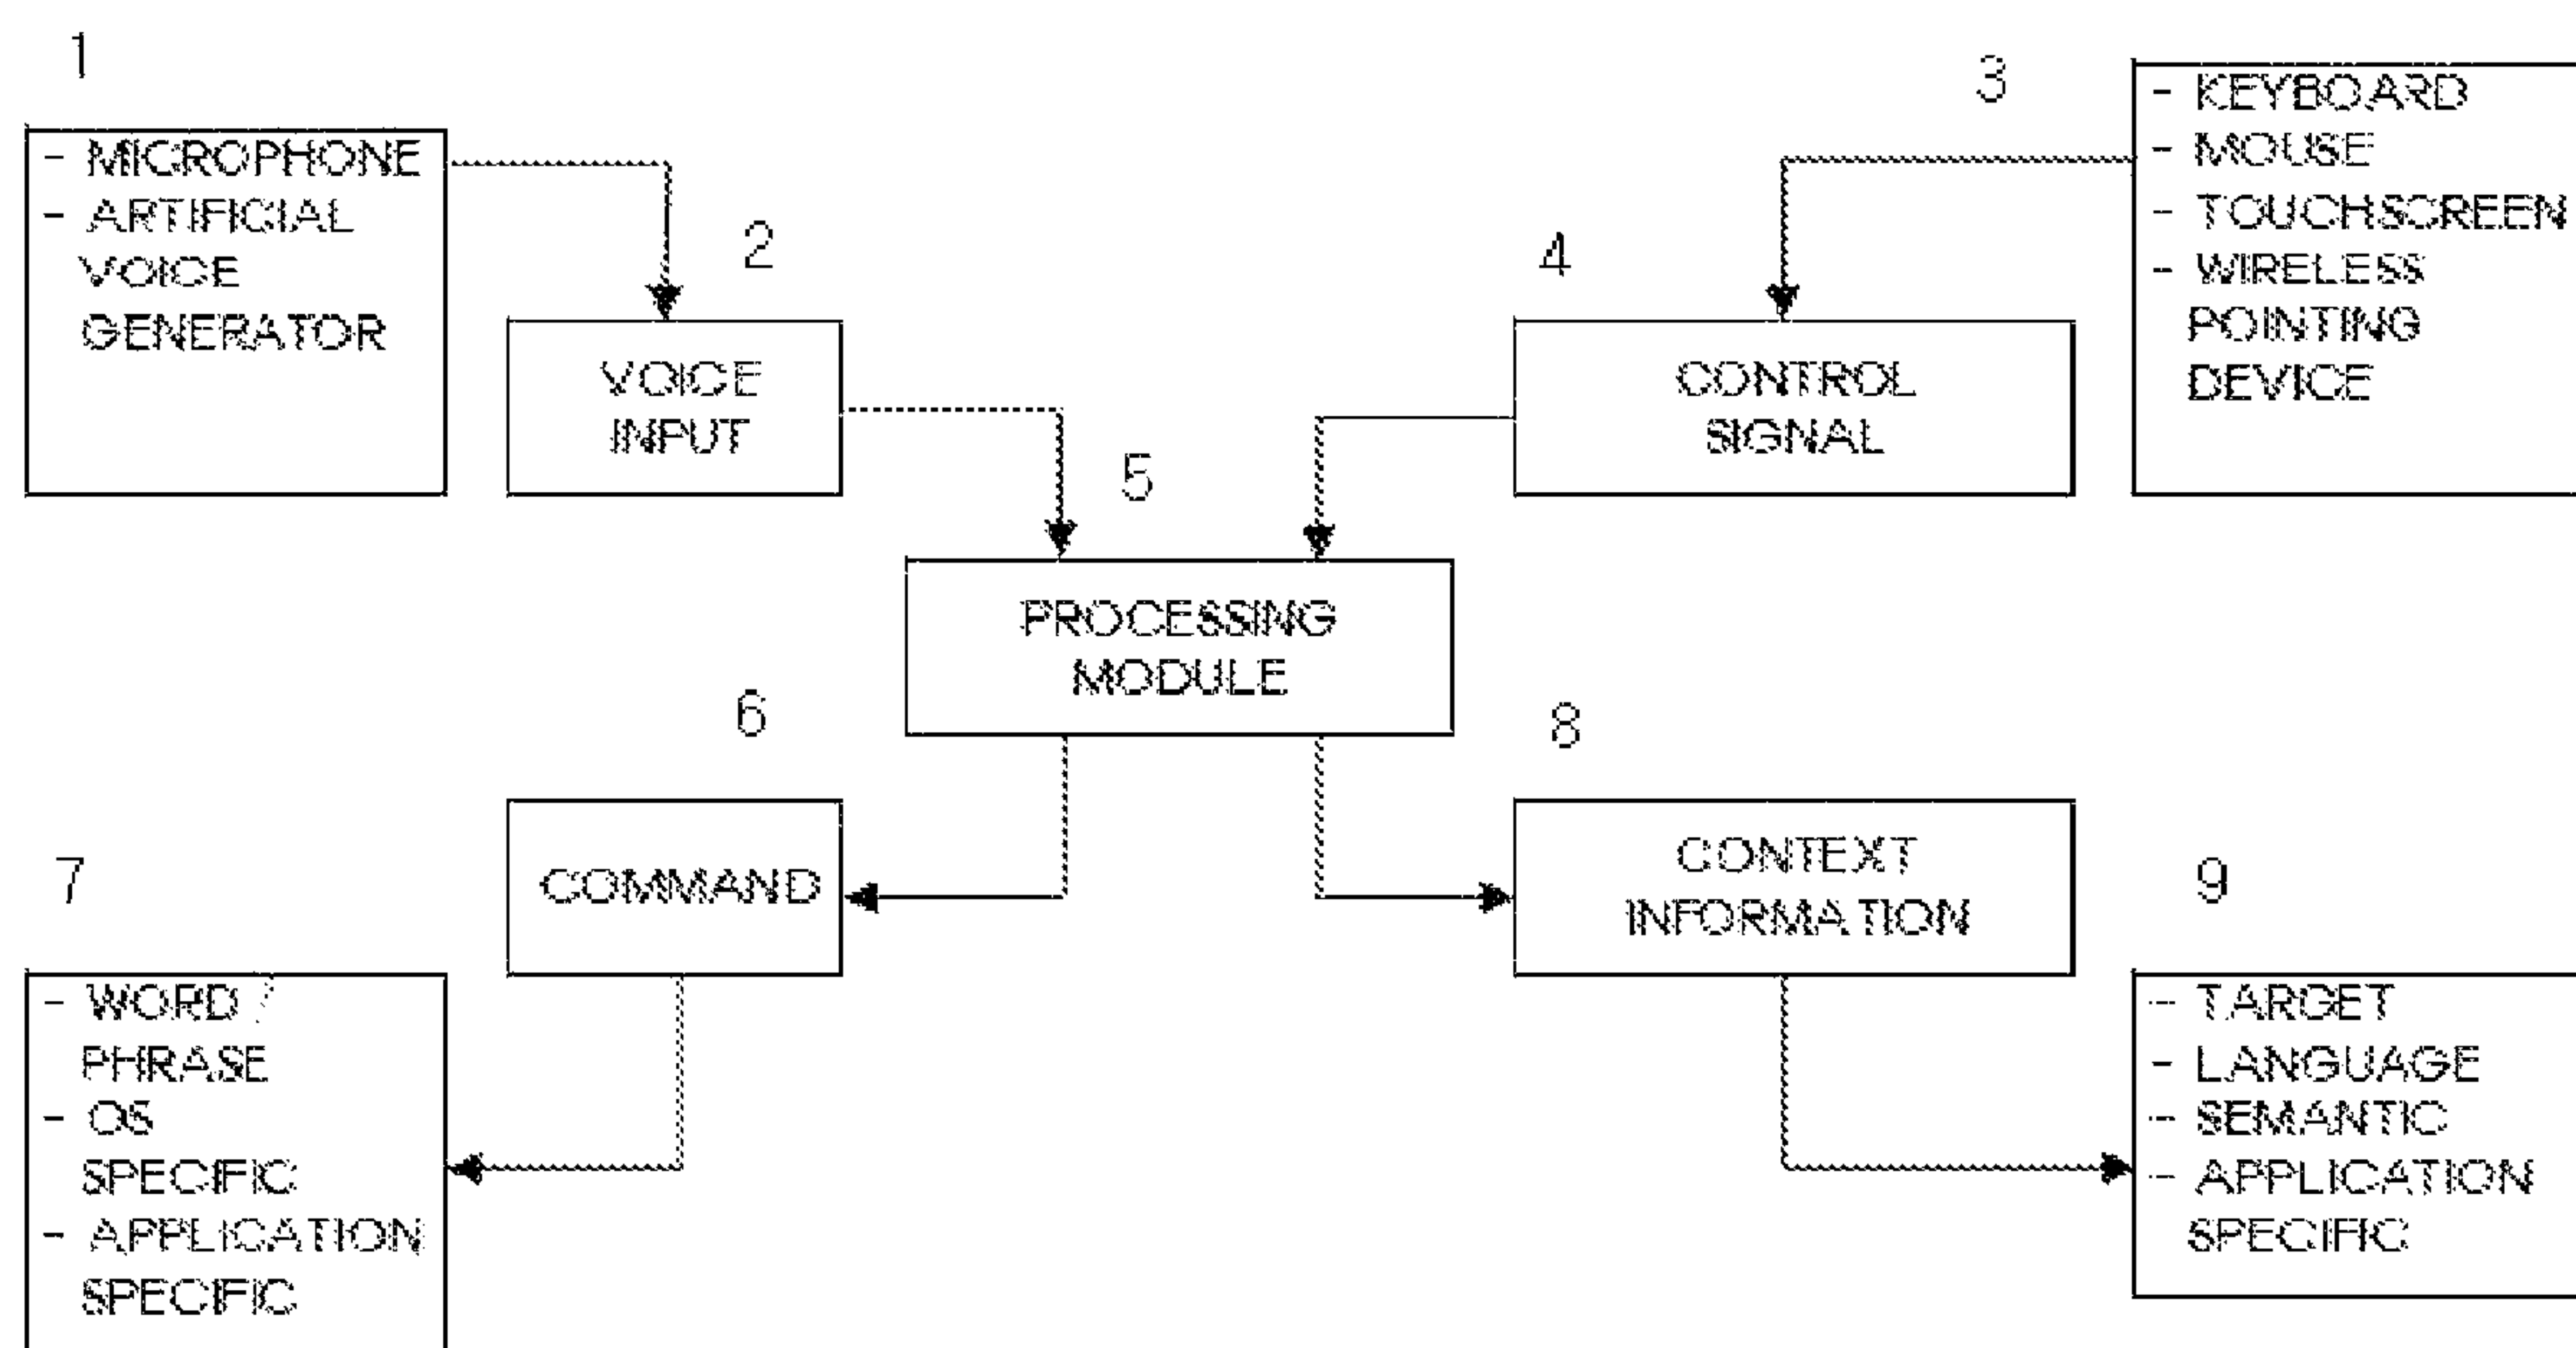 1
- MICROPHONE
- ARTIFICIAL
VOICE
GENERATOR
2
VOICE
INPUT
3
- KEYBOARD
- MOUSE
- TOUCHSCREEN
- WIRELESS
POINTING
DEVICE
4
CONTROL
SIGNAL
5
PROCESSING
MODULE
6
COMMAND
7
- WORD /
PHRASE
- OS
SPECIFIC
- APPLICATION
SPECIFIC
8
CONTEXT
INFORMATION
9
- TARGET
- LANGUAGE
- SEMANTIC
- APPLICATION
SPECIFIC